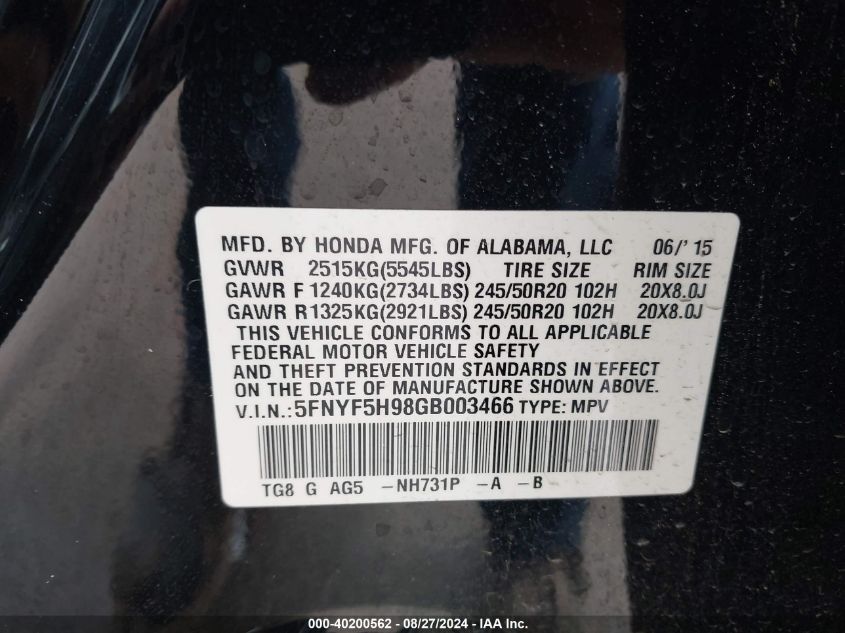 MFD. BY HONDA MFG. OF ALABAMA, LLC 06/'15
GVWR 2515KG(5545LBS) TIRE SIZE RIM SIZE
GAWR F 1240KG(2734LBS) 245/50R20 102H 20X8.0J
GAWR R1325KG(2921LBS) 245/50R20 102H 20X8.0J
THIS VEHICLE CONFORMS TO ALL APPLICABLE
FEDERAL MOTOR VEHICLE SAFETY
AND THEFT PREVENTION STANDARDS IN EFFECT
ON THE DATE OF MANUFACTURE SHOWN ABOVE.
V.I.N.:5FNYF5H98GB003466 TYPE: MPV
TG8 G AG5 -NH731P -A -B
000-40200562 - 08/27/2024 - IAA Inc.